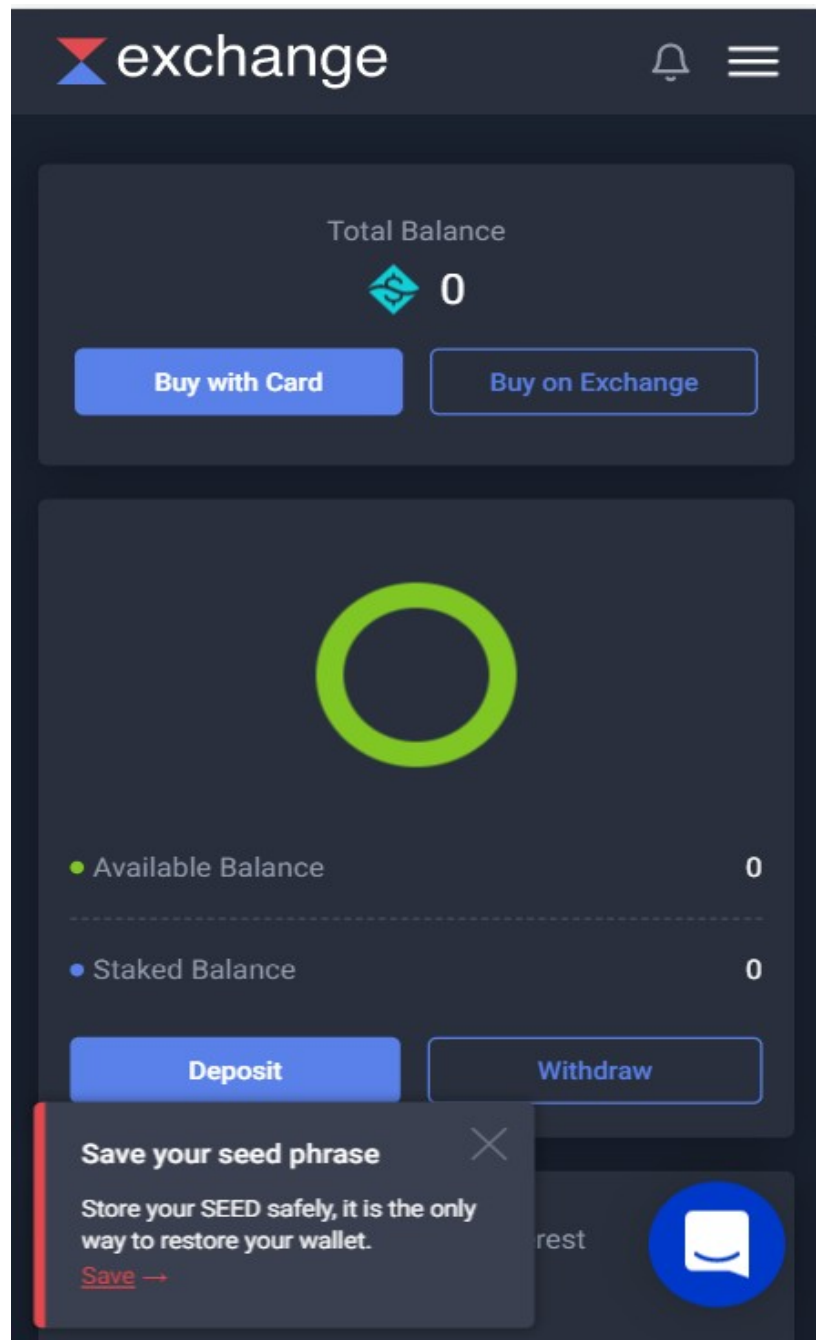 exchange
Total Balance
0
Buy with Card
Buy on Exchange
Available Balance
0
Staked Balance
0
Deposit
Withdraw
Save your seed phrase
Store your SEED safely, it is the only
way to restore your wallet.
Save →
rest